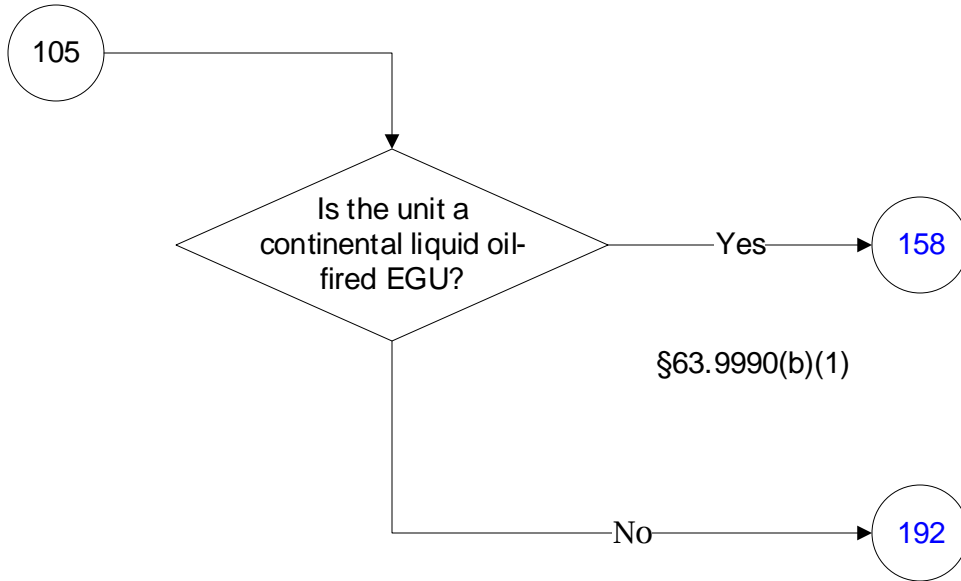 105
Is the unit a
continental liquid oil-
fired EGU?
Yes
158
§63.9990(b)(1)
No
192